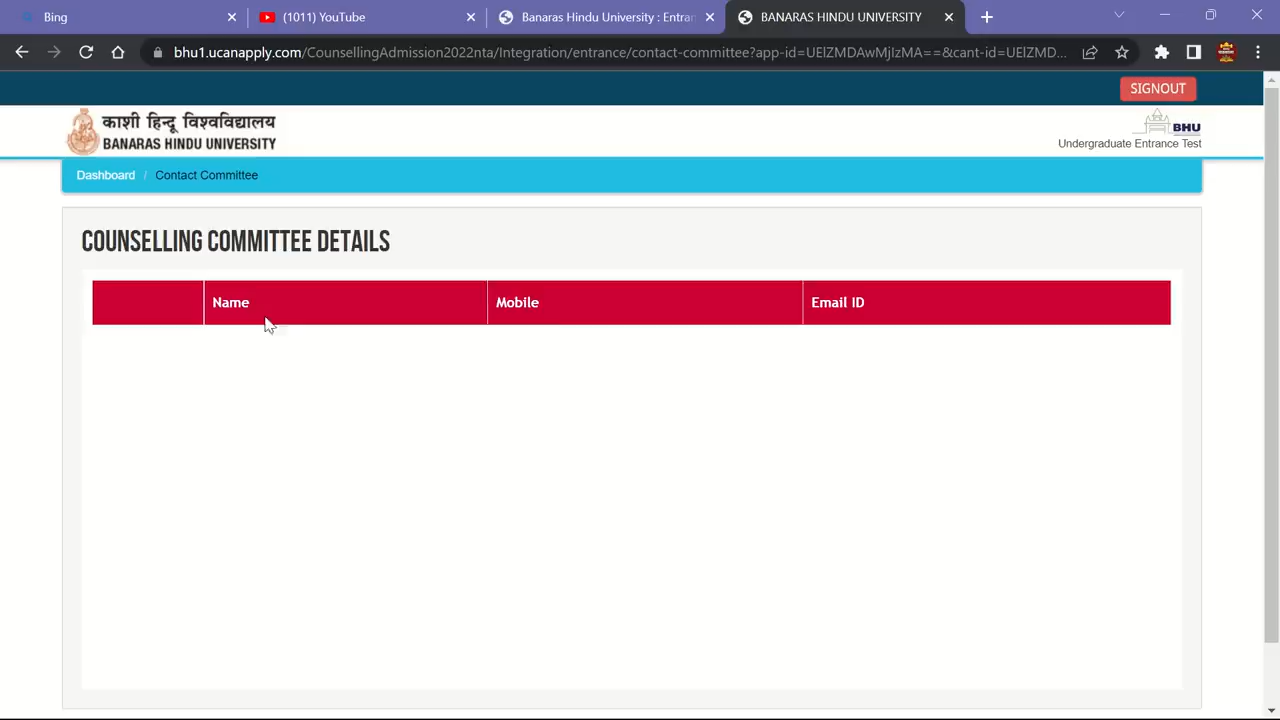 Bing
(1011) YouTube
Banaras Hindu University : Entran
BANARAS HINDU UNIVERSITY
bhu1.ucanapply.com/CounsellingAdmission2022nta/Integration/entrance/contact-committee?app-id=UElZMDAwMjIzMA==&cant-id=UElZMD...
SIGNOUT
काशी हिन्दू विश्वविद्यालय
BANARAS HINDU UNIVERSITY
BHU
Undergraduate Entrance Test
Dashboard / Contact Committee
COUNSELLING COMMITTEE DETAILS
Name Mobile Email ID